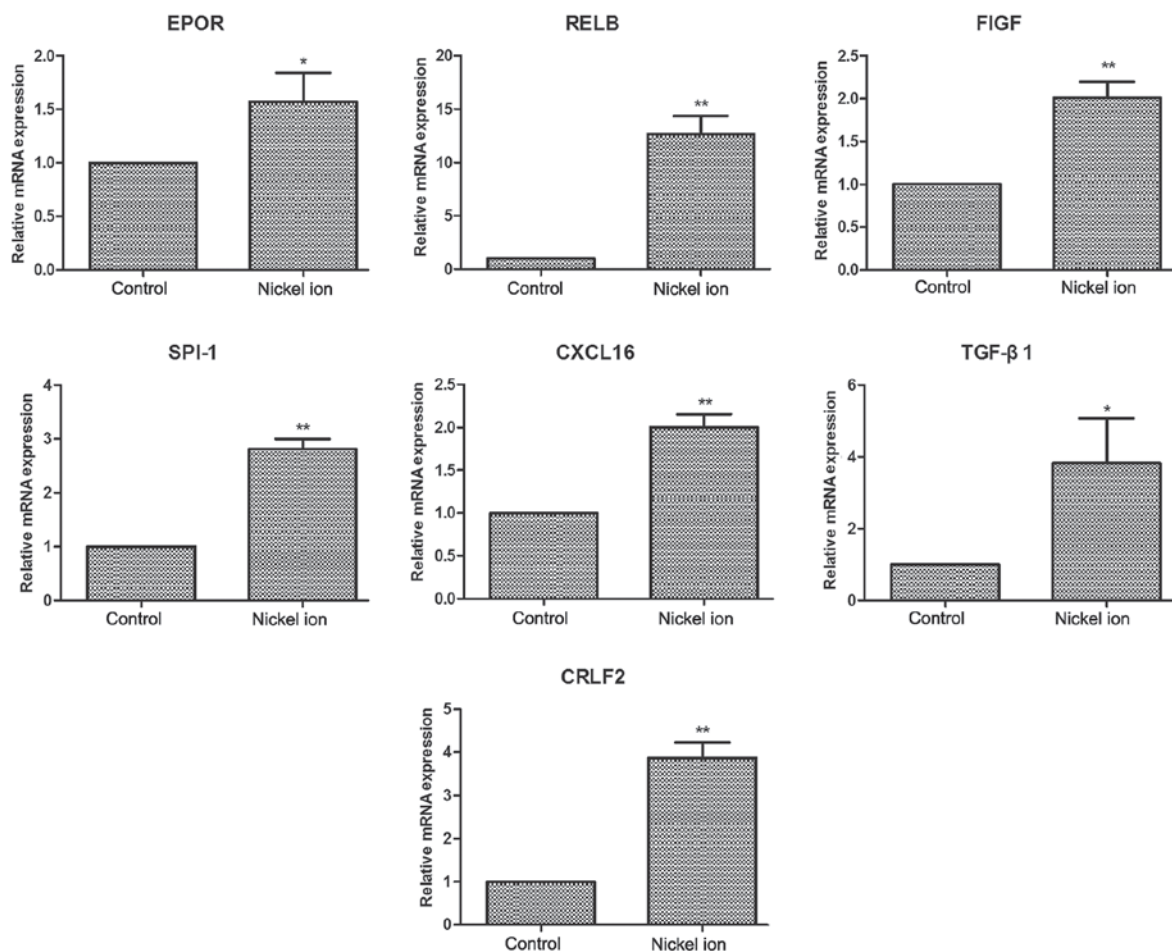 EPOR
Relative mRNA expression
2.0
*
1.5
1.0
0.5
0.0
Control Nickel ion
RELB
Relative mRNA expression
20
15
**
10
5
0
Control Nickel ion
FIGF
Relative mRNA expression
2.5
**
2.0
1.5
1.0
0.5
0.0
Control Nickel ion
SPI-1
Relative mRNA expression
4
**
3
2
1
0
Control Nickel ion
CXCL16
Relative mRNA expression
2.5
**
2.0
1.5
1.0
0.5
0.0
Control Nickel ion
TGF-β 1
Relative mRNA expression
6
*
4
2
0
Control Nickel ion
CRLF2
Relative mRNA expression
5
**
4
3
2
1
0
Control Nickel ion